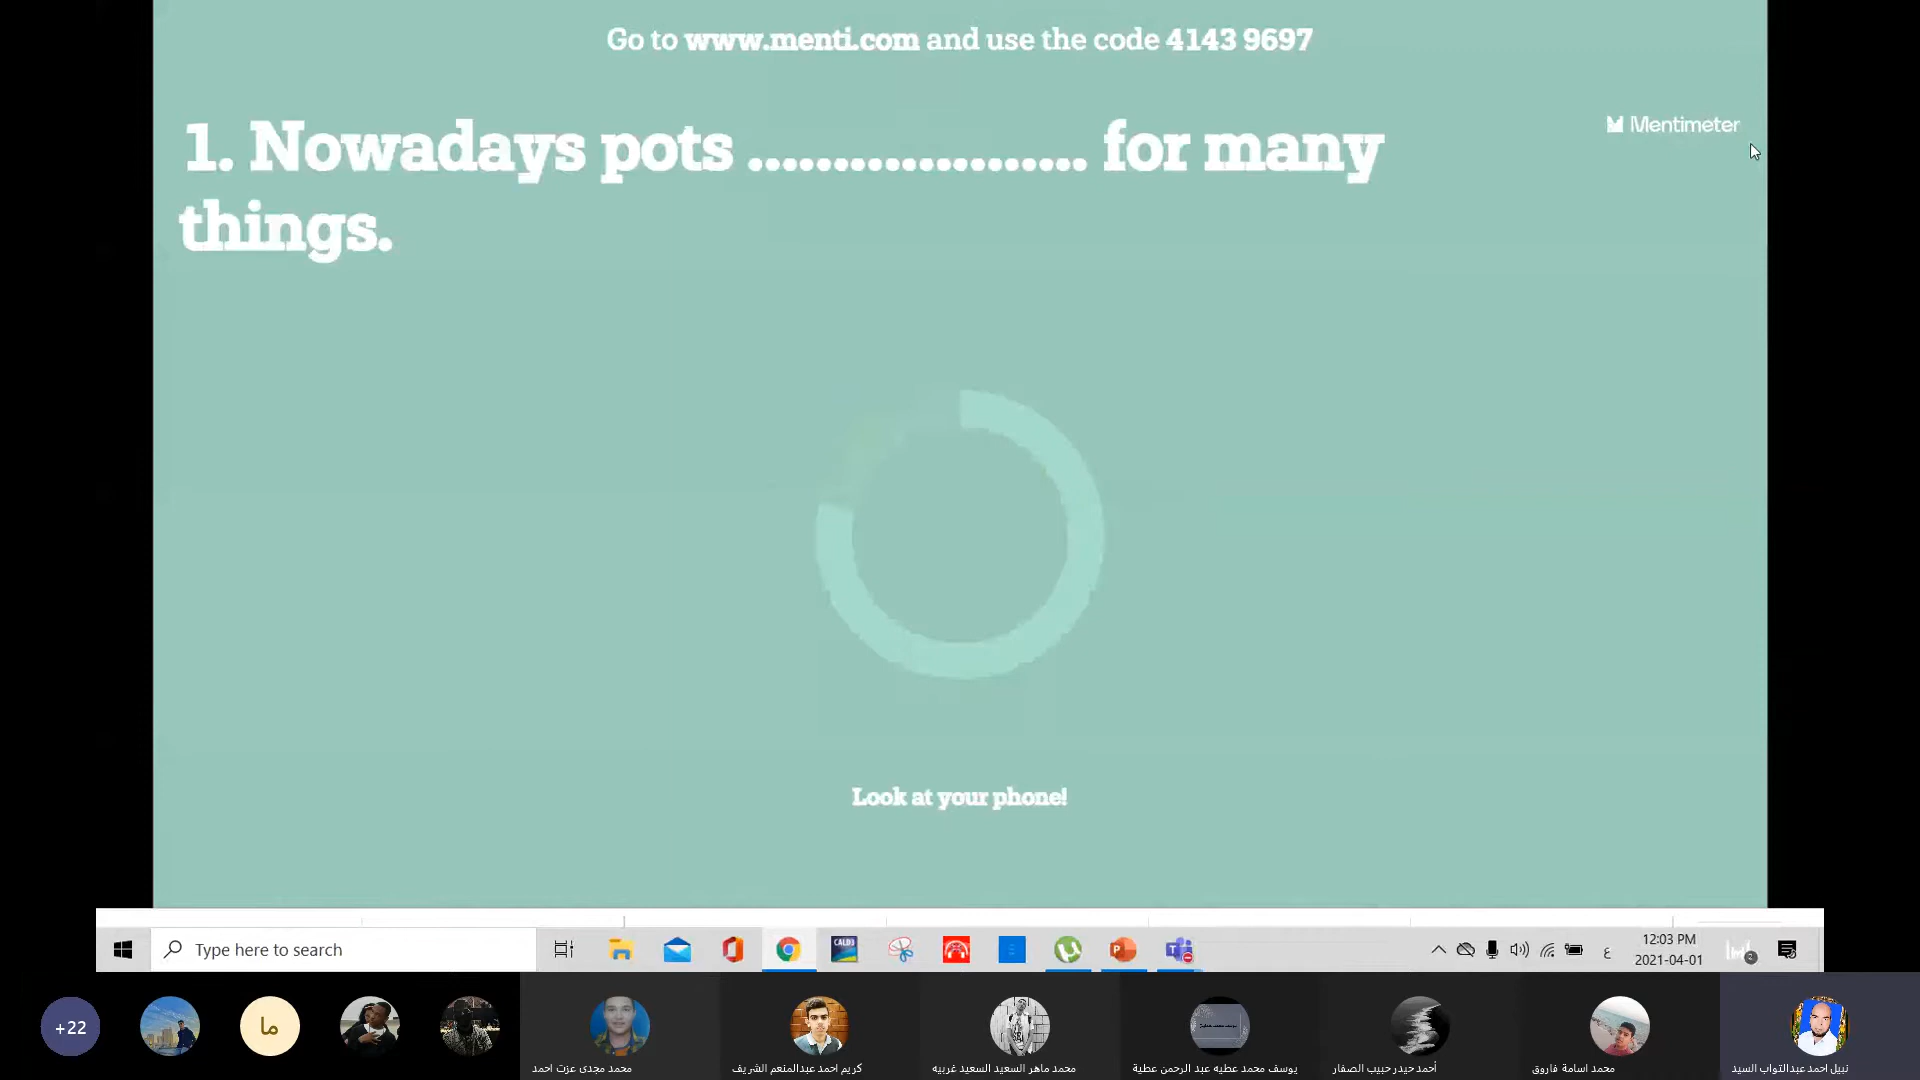 Go to www.menti.com and use the code 4143 9697
Mentimeter
1. Nowadays pots .................. for many
things.
Look at your phone!
Type here to search
CALD3
ع
12:03 PM
2021-04-01
2
+22
ما
محمد مجدى عزت احمد
كريم احمد عبدالمنعم الشريف
محمد ماهر السعيد السعيد غربيه
يوسف محمد عطيه عبد الرحمن عطية
أحمد حيدر حبيب الصفار
محمد اسامة فاروق
نبيل احمد عبدالتواب السيد